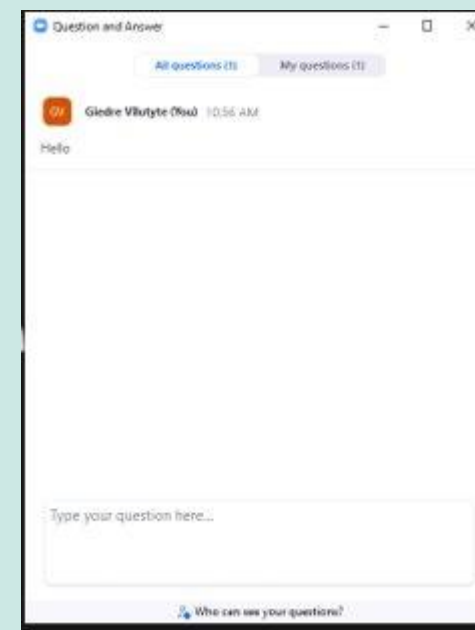 Question and Answer
All questions (1) My questions (1)
GV Giedre Vilutyte (You) 10:56 AM
Hello
Type your question here...
Who can see your questions?